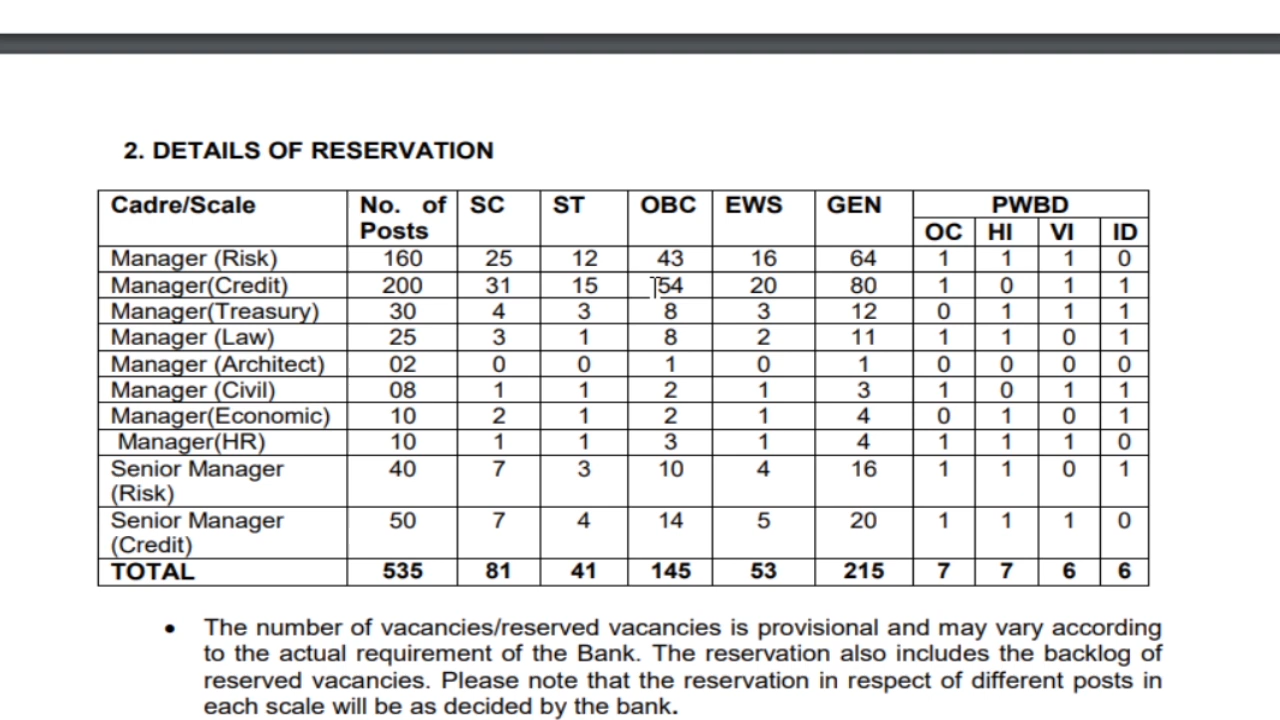 2. DETAILS OF RESERVATION
Cadre/Scale No. of Posts SC ST OBC EWS GEN PWBD
OC HI VI ID
Manager (Risk) 160 25 12 43 16 64 1 1 1 0
Manager(Credit) 200 31 15 54 20 80 1 0 1 1
Manager(Treasury) 30 4 3 8 3 12 0 1 1 1
Manager (Law) 25 3 1 8 2 11 1 1 0 1
Manager (Architect) 02 0 0 1 0 1 0 0 0 0
Manager (Civil) 08 1 1 2 1 3 1 0 1 1
Manager(Economic) 10 2 1 2 1 4 0 1 0 1
Manager(HR) 10 1 1 3 1 4 1 1 1 0
Senior Manager (Risk) 40 7 3 10 4 16 1 1 0 1
Senior Manager (Credit) 50 7 4 14 5 20 1 1 1 0
TOTAL 535 81 41 145 53 215 7 7 6 6
• The number of vacancies/reserved vacancies is provisional and may vary according
to the actual requirement of the Bank. The reservation also includes the backlog of
reserved vacancies. Please note that the reservation in respect of different posts in
each scale will be as decided by the bank.